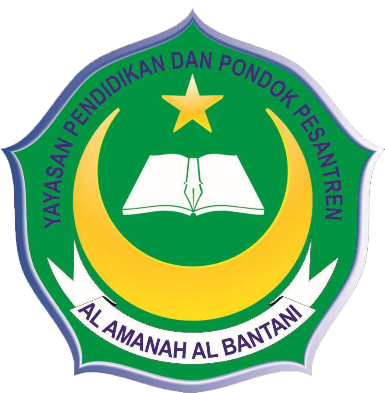 YAYASAN PENDIDIKAN DAN PONDOK PESANTREN
AL AMANAH AL BANTANI